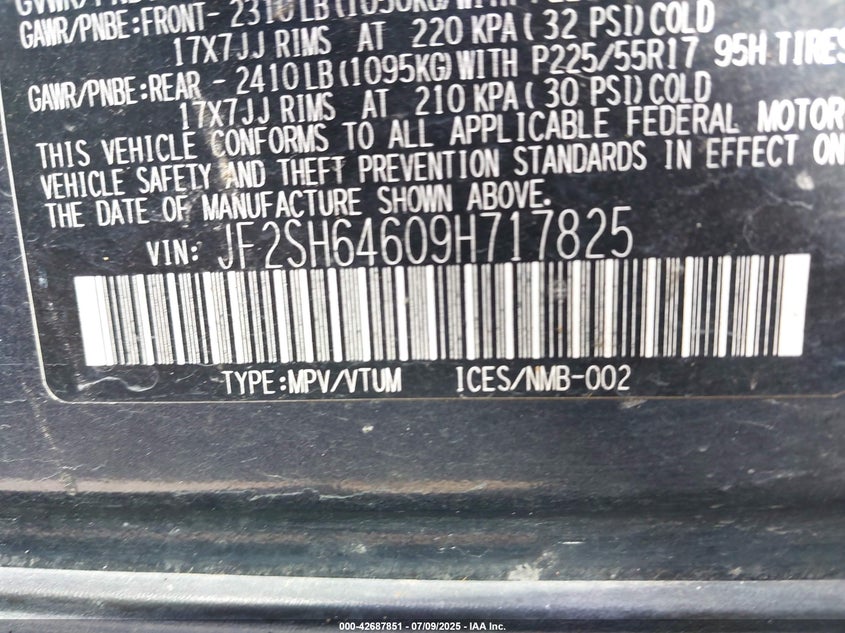 GAWR/PNBE:FRONT- 2310LB(1050KG)WITH
17X7JJ RIMS AT 220 KPA( 32 PSI)COLD
GAWR/PNBE:REAR - 2410LB(1095KG)WITH P225/55R17 95H TIRES
17X7JJ RIMS AT 210 KPA( 30 PSI)COLD
THIS VEHICLE CONFORMS TO ALL APPLICABLE FEDERAL MOTOR
VEHICLE SAFETY AND THEFT PREVENTION STANDARDS IN EFFECT ON
THE DATE OF MANUFACTURE SHOWN ABOVE.
VIN: JF2SH64609H717825
TYPE:MPV/VTUM ICES/NMB-002
000-42687851 | 07/09/2025 - IAA Inc.